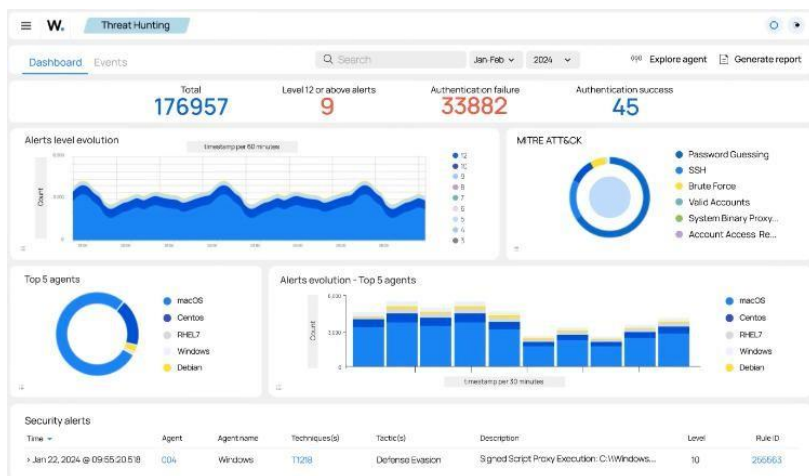 W. Threat Hunting
Dashboard Events
Search
Jan-Feb 2024
Explore agent Generate report
Total
176957
Level 12 or above alerts
9
Authentication failure
33882
Authentication success
45
Alerts level evolution
timestamp per 60 minutes
Count
0
12
10
9
8
7
6
5
4
3
MITRE ATT&CK
Password Guessing
SSH
Brute Force
Valid Accounts
System Binary Proxy...
Account Access Re...
Top 5 agents
macOS
Centos
RHEL7
Windows
Debian
Alerts evolution - Top 5 agents
Count
0
timestamp per 30 minutes
macOS
Centos
RHEL7
Windows
Debian
Security alerts
Time Agent Agent name Techniques(s) Tactic(s) Description Level Rule ID
Jan 22, 2024 @ 09:55:20.518 004 Windows T1218 Defense Evasion Signed Script Proxy Execution: C:\Windows... 10 255563